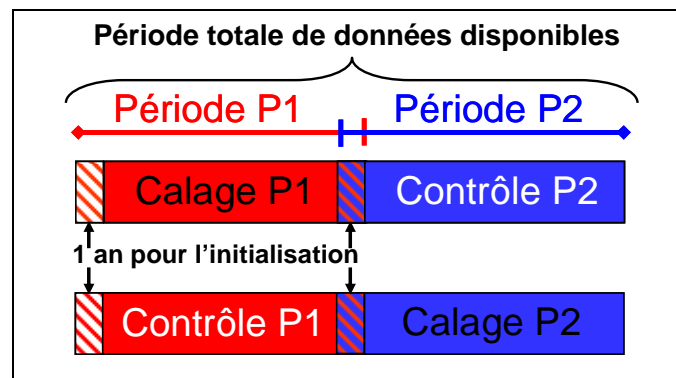 Période totale de données disponibles
Période P1 Période P2
Calage P1 Contrôle P2
1 an pour l'initialisation
Contrôle P1 Calage P2